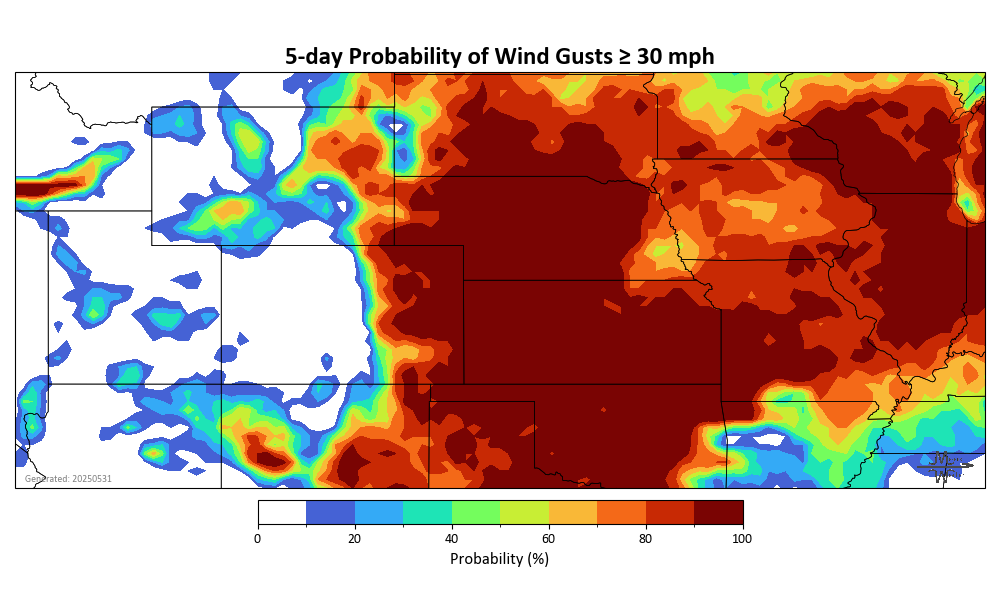 5-day Probability of Wind Gusts ≥ 30 mph
Generated: 20250531
0 20 40 60 80 100
Probability (%)